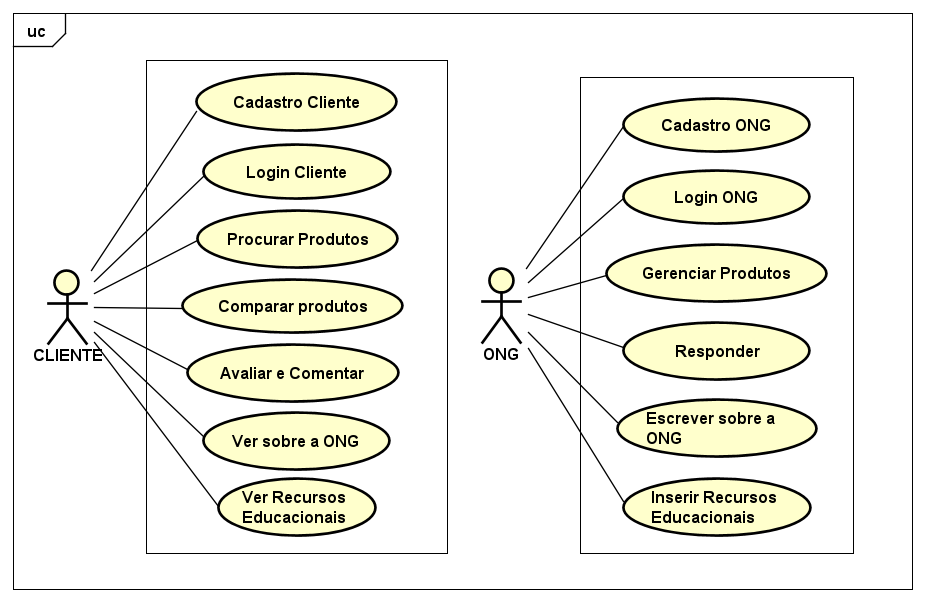 uc
Cadastro Cliente
Login Cliente
Procurar Produtos
Comparar produtos
CLIENTE
Avaliar e Comentar
Ver sobre a ONG
Ver Recursos
Educacionais
Cadastro ONG
Login ONG
Gerenciar Produtos
ONG
Responder
Escrever sobre a
ONG
Inserir Recursos
Educacionais